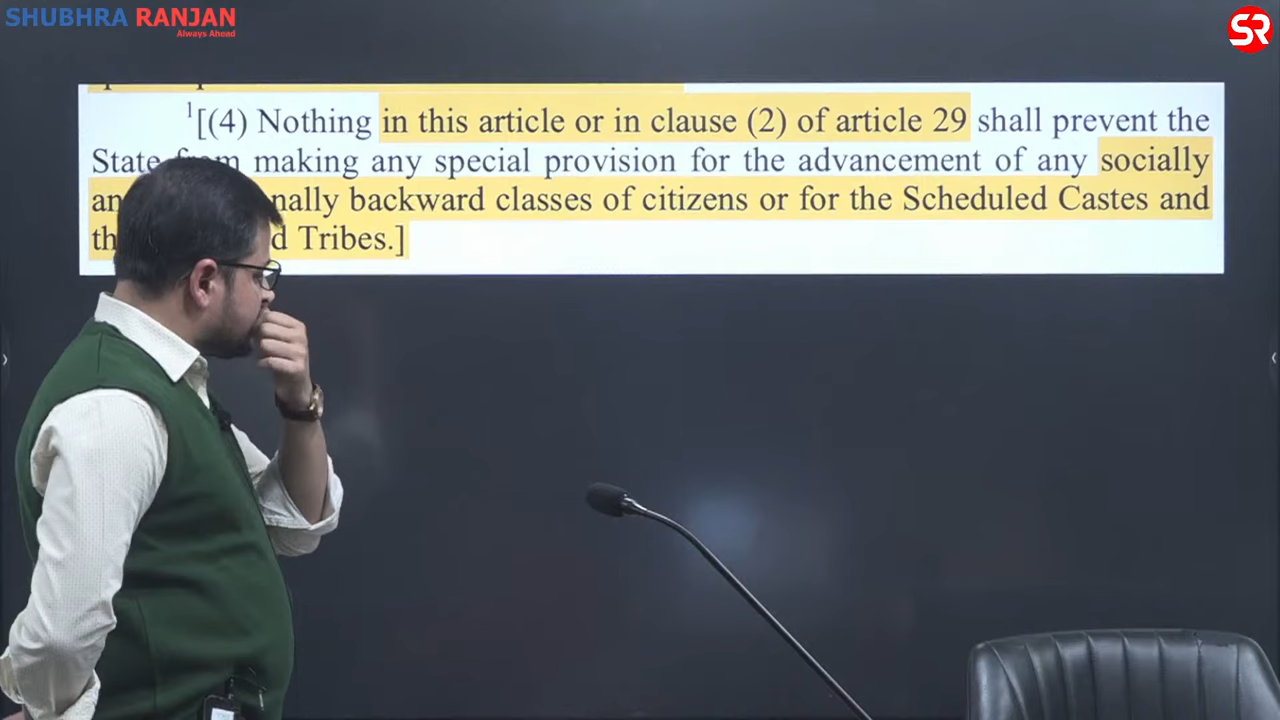 SHUBHRA RANJAN
Always Ahead
SR
¹[(4) Nothing in this article or in clause (2) of article 29 shall prevent the
State from making any special provision for the advancement of any socially
nally backward classes of citizens or for the Scheduled Castes and
Tribes.]